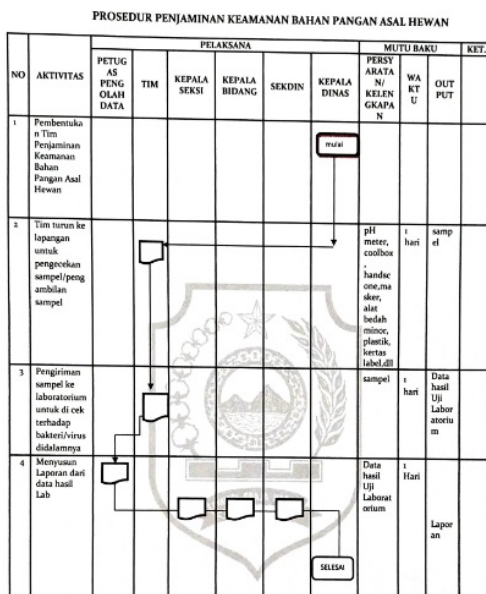 PROSEDUR PENJAMINAN KEAMANAN BAHAN PANGAN ASAL HEWAN
PELAKSANA
MUTU BAKU
KET.
NO
AKTIVITAS
PETUG
AS
PENG
OLAH
DATA
TIM
KEPALA
SEKSI
KEPALA
BIDANG
SEKDIN
KEPALA
DINAS
PERSY
ARATA
N/
KELEN
GKAPA
N
WA
KT
U
OUT
PUT
1
Pembentuka
n Tim
Penjaminan
Keamanan
Bahan
Pangan Asal
Hewan
mulai
2
Tim turun ke
lapangan
untuk
pengecekan
sampel/peng
ambilan
sampel
pH
meter,
coolbox
,
handsc
one,ma
sker,
alat
bedah
minor,
plastik,
kertas
label,dll
1
hari
samp
el
3
Pengiriman
sampel ke
laboratorium
untuk di cek
terhadap
bakteri/virus
didalamnya
sampel
1
hari
Data
hasil
Uji
Labor
atoriu
m
4
Menyusun
Laporan dari
data hasil
Lab
Data
hasil
Uji
Laborat
orium
1
Hari
Lapor
an
SELESAI